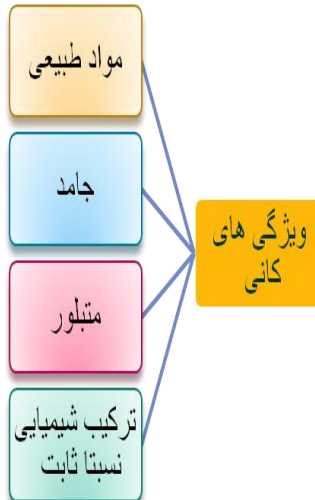 ویژگی های
کانی
مواد طبیعی
جامد
متبلور
ترکیب شیمیایی
نسبتا ثابت